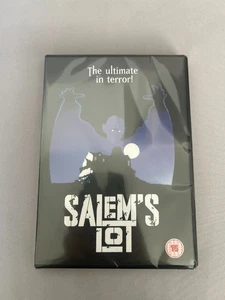 The ultimate
in terror!
SALEM'S
LOT
15